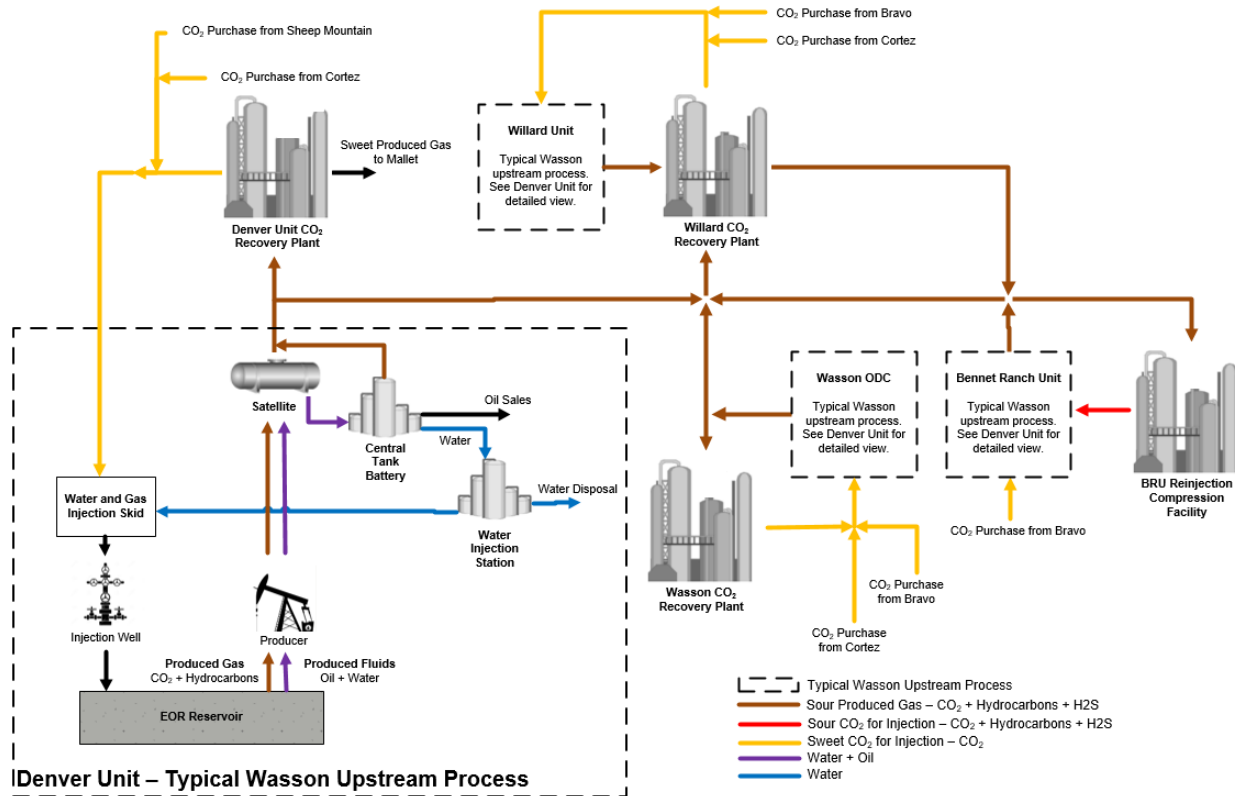 CO₂ Purchase from Sheep Mountain
CO₂ Purchase from Cortez
Sweet Produced Gas
to Mallet
Denver Unit CO₂
Recovery Plant
CO₂ Purchase from Bravo
CO₂ Purchase from Cortez
Willard Unit
Typical Wasson
upstream process.
See Denver Unit for
detailed view.
Willard CO₂
Recovery Plant
Satellite
Central
Tank
Battery
Oil Sales
Water
Water Disposal
Water Injection
Station
Water and Gas
Injection Skid
Injection Well
Producer
Produced Gas
CO₂ + Hydrocarbons
Produced Fluids
Oil + Water
EOR Reservoir
Denver Unit – Typical Wasson Upstream Process
Wasson ODC
Typical Wasson
upstream process.
See Denver Unit for
detailed view.
Bennet Ranch Unit
Typical Wasson
upstream process.
See Denver Unit for
detailed view.
BRU Reinjection
Compression
Facility
CO₂ Purchase from Bravo
Wasson CO₂
Recovery Plant
CO₂ Purchase
from Bravo
CO₂ Purchase
from Cortez
Typical Wasson Upstream Process
Sour Produced Gas – CO₂ + Hydrocarbons + H2S
Sour CO₂ for Injection – CO₂ + Hydrocarbons + H2S
Sweet CO₂ for Injection – CO₂
Water + Oil
Water